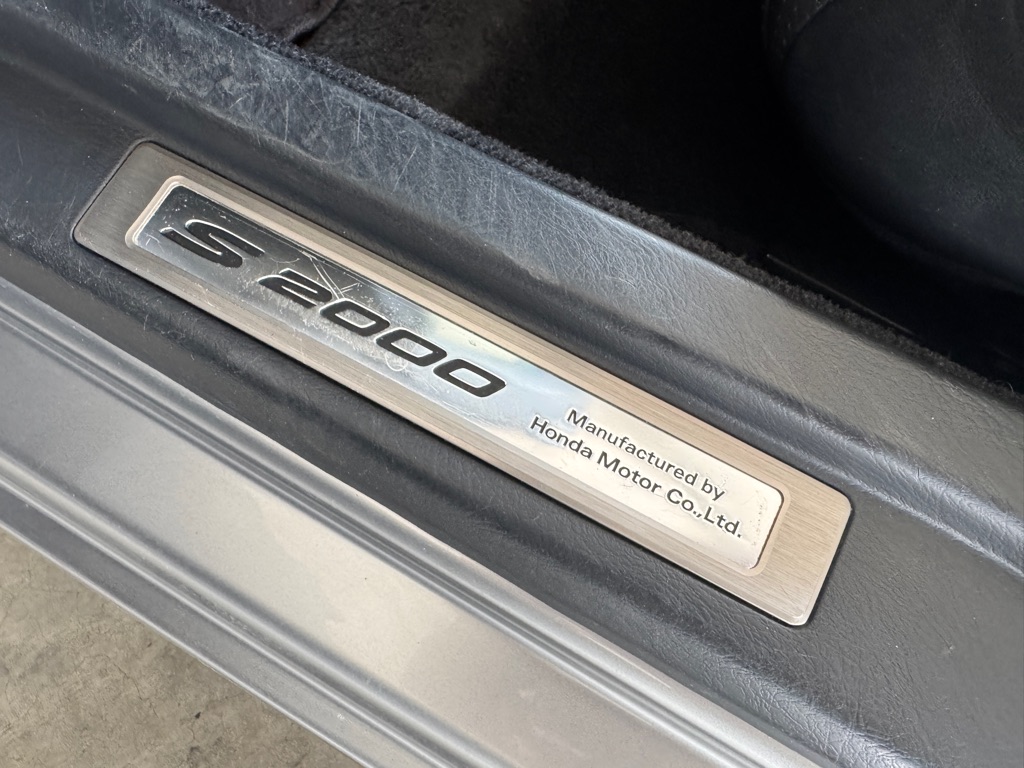 S2000
Manufactured by
Honda Motor Co.,Ltd.